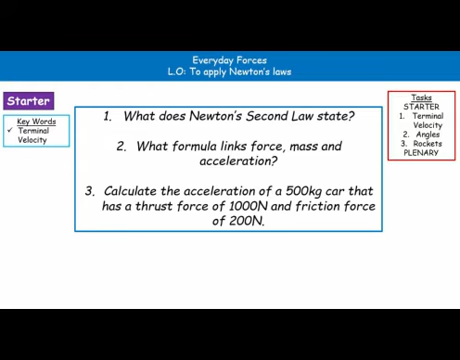 Everyday Forces
L.O: To apply Newton's laws
Starter
Key Words
✓ Terminal
Velocity
1. What does Newton's Second Law state?
2. What formula links force, mass and
acceleration?
3. Calculate the acceleration of a 500kg car that
has a thrust force of 1000N and friction force
of 200N.
Tasks
STARTER
1. Terminal
Velocity
2. Angles
3. Rockets
PLENARY